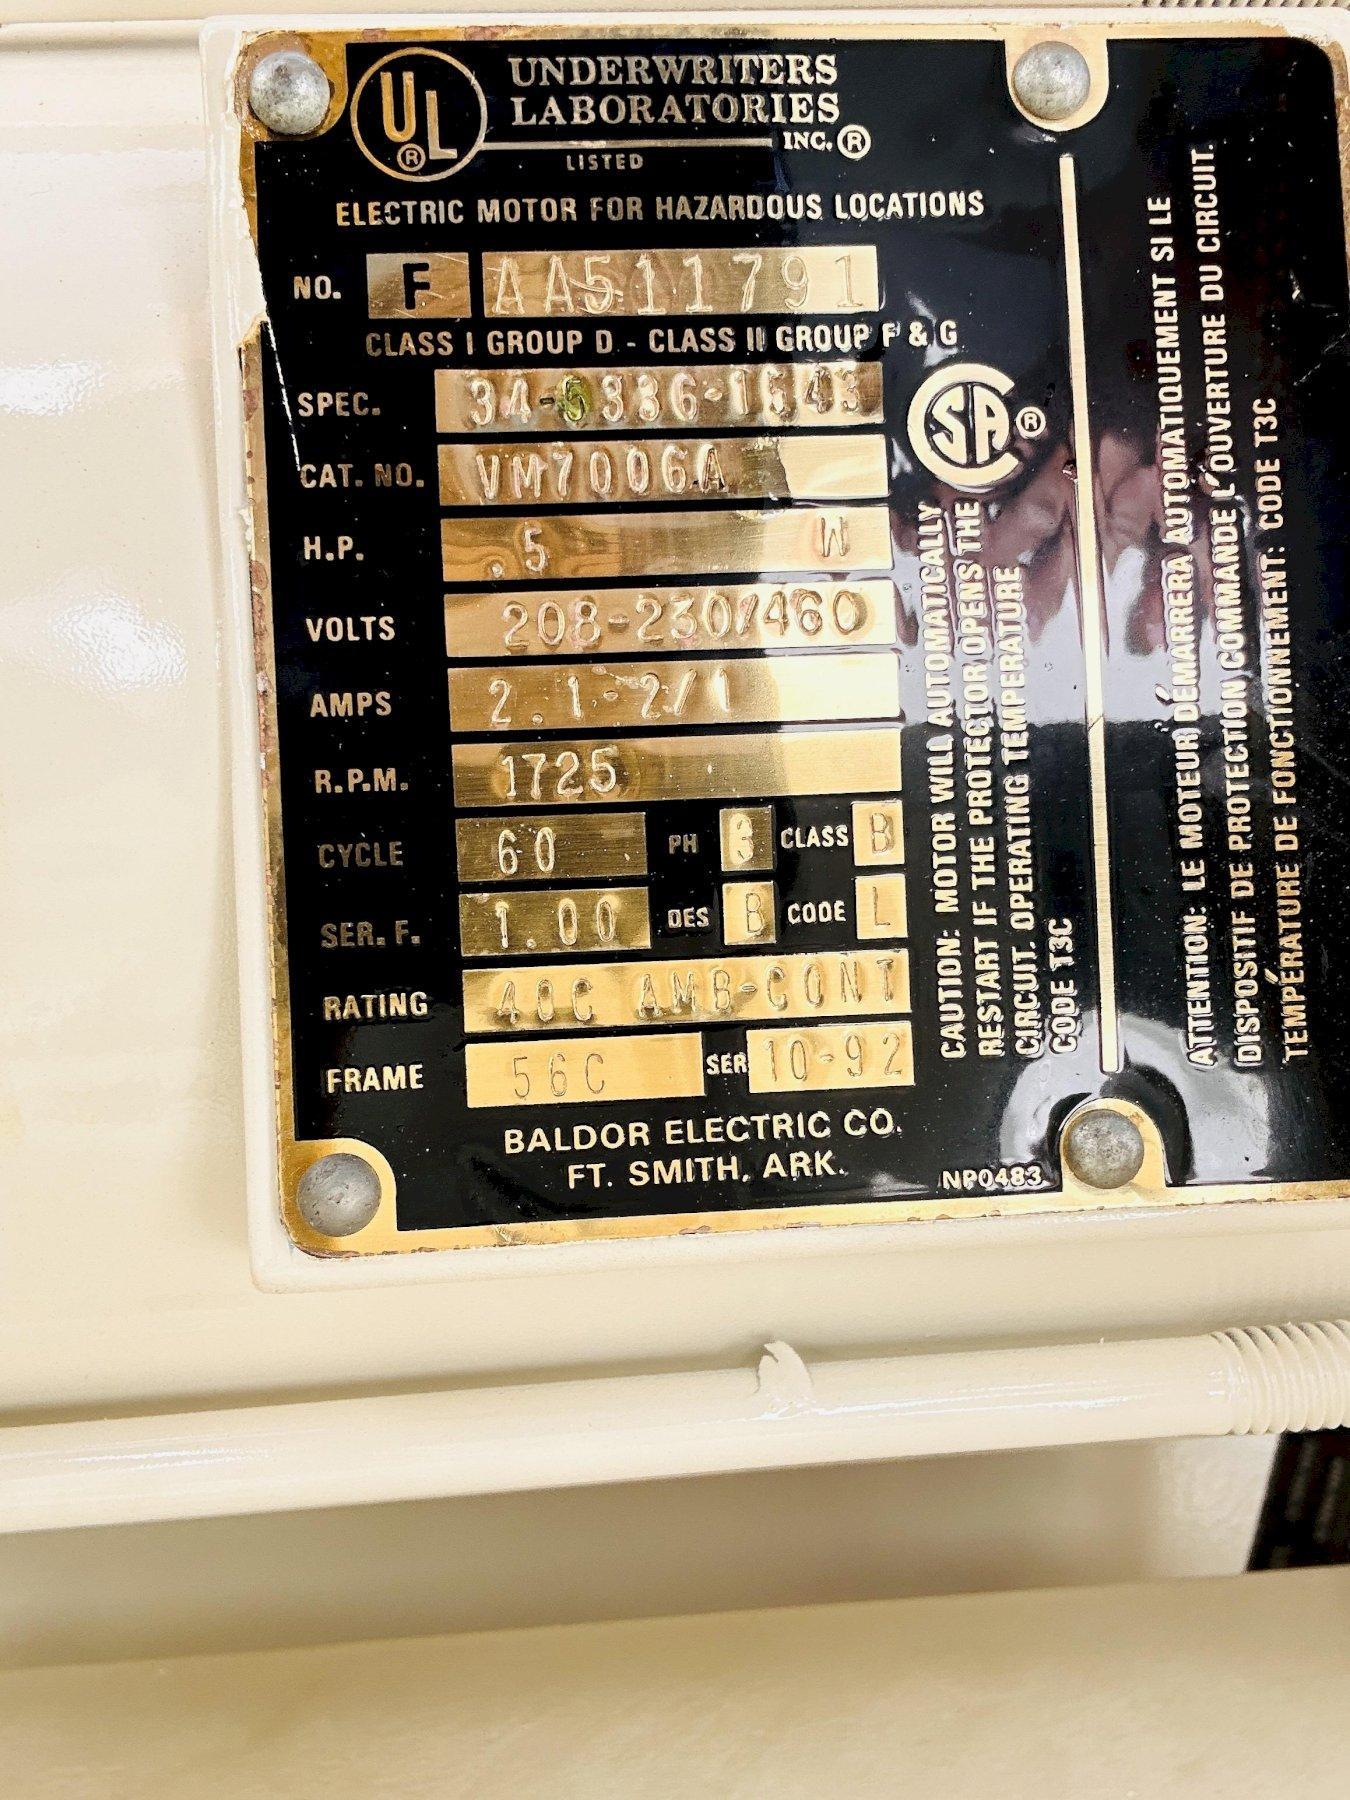 UL®
UNDERWRITERS
LABORATORIES
INC.®
LISTED
ELECTRIC MOTOR FOR HAZARDOUS LOCATIONS
NO. F AA511791
CLASS I GROUP D - CLASS II GROUP F & G
SPEC.
CAT. NO. VM7006A
H.P. .5 W
VOLTS 208-230/460
AMPS 2.1-2/1
R.P.M. 1725
CYCLE 60 PH 3 CLASS B
SER. F. 1.00 DES B CODE L
RATING 40C AMB-CONT
FRAME 56C SER 10-92
BALDOR ELECTRIC CO.
FT. SMITH, ARK.
NP0483
CSA®
CAUTION: MOTOR WILL AUTOMATICALLY
RESTART IF THE PROTECTOR OPENS THE
CIRCUIT. OPERATING TEMPERATURE
CODE T3C
ATTENTION: LE MOTEUR DÉMARRERA AUTOMATIQUEMENT SI LE
DISPOSITIF DE PROTECTION COMMANDE L'OUVERTURE DU CIRCUIT.
TEMPÉRATURE DE FONCTIONNEMENT: CODE T3C